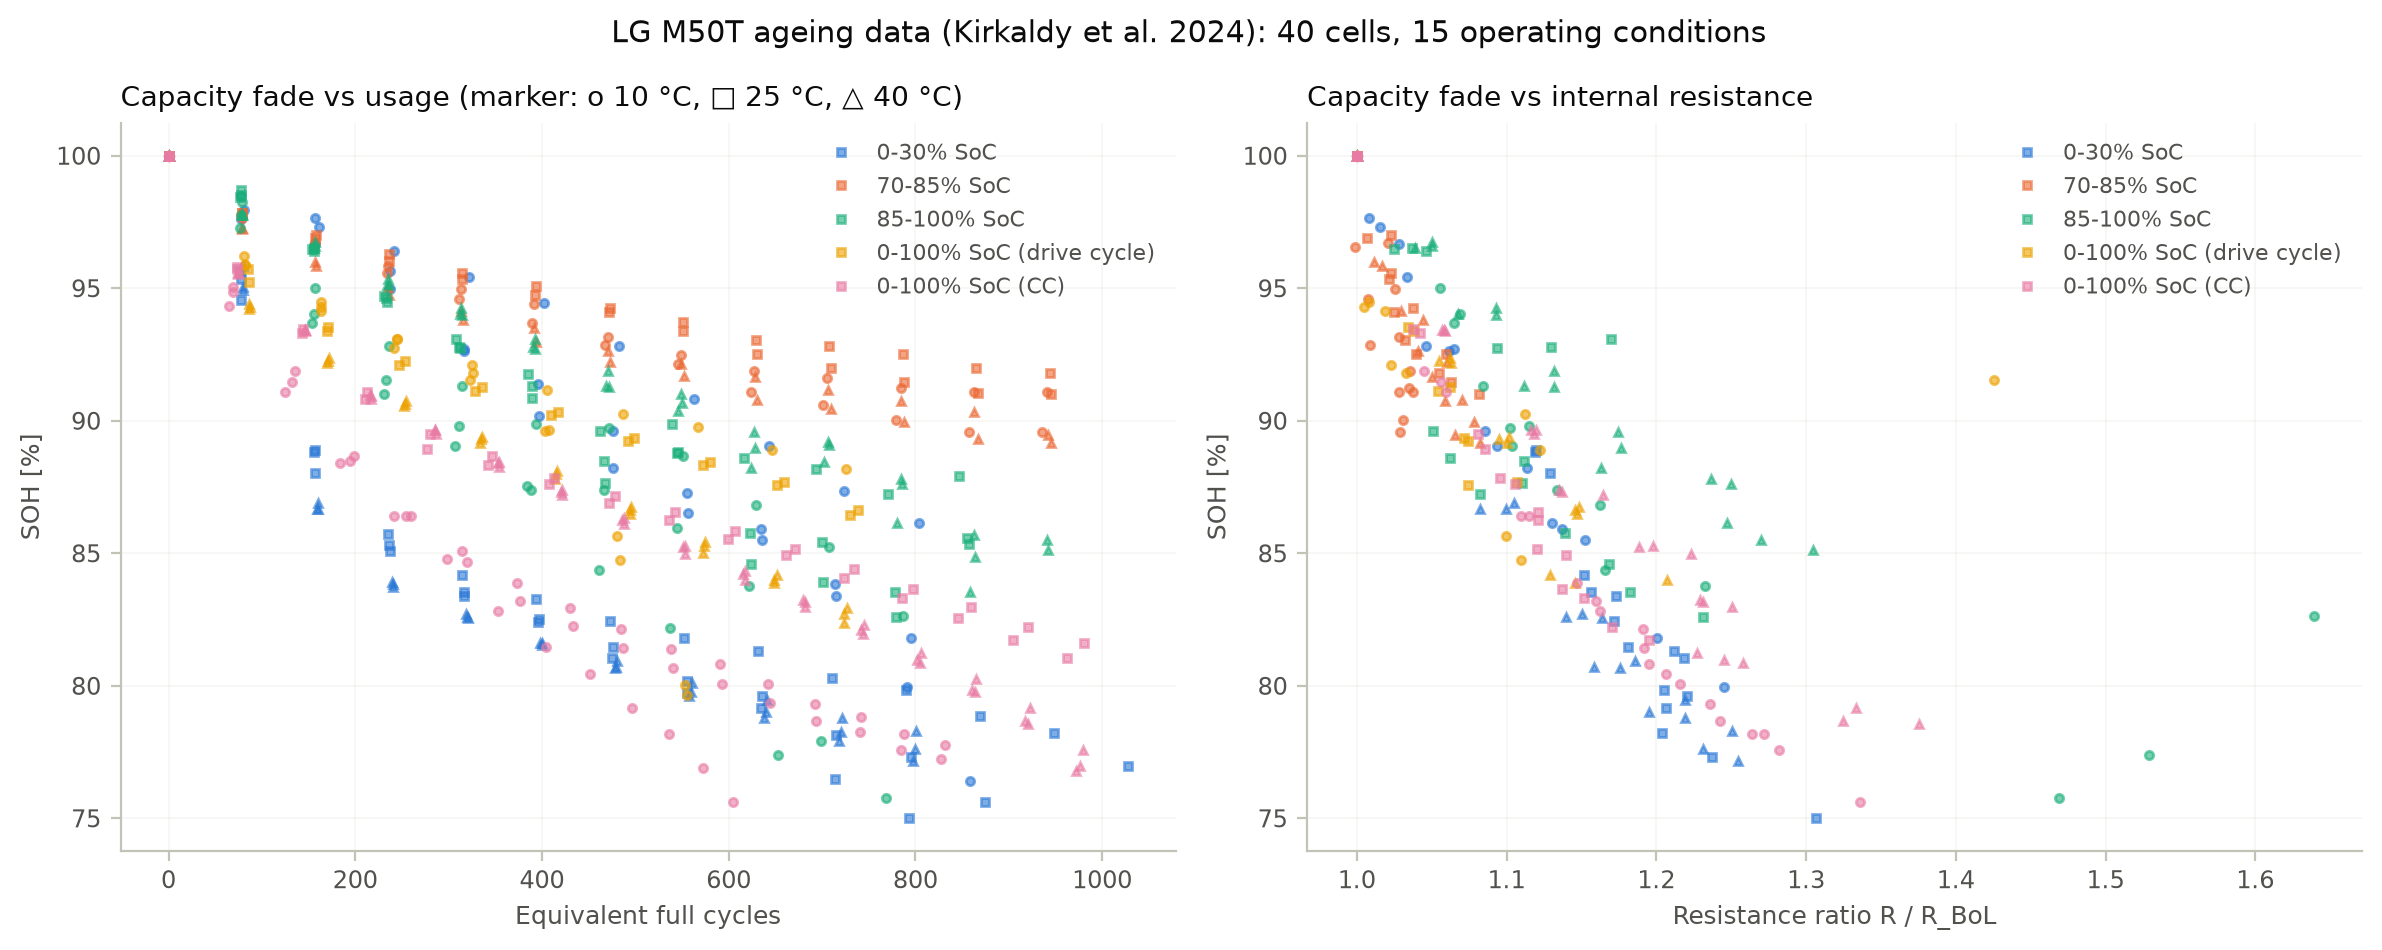 LG M50T ageing data (Kirkaldy et al. 2024): 40 cells, 15 operating conditions
Capacity fade vs usage (marker: o 10 °C, □ 25 °C, △ 40 °C)
100
95
90
85
80
75
SOH [%]
0-30% SoC
70-85% SoC
85-100% SoC
0-100% SoC (drive cycle)
0-100% SoC (CC)
0
200
400
600
800
1000
Equivalent full cycles
Capacity fade vs internal resistance
100
95
90
85
80
75
SOH [%]
0-30% SoC
70-85% SoC
85-100% SoC
0-100% SoC (drive cycle)
0-100% SoC (CC)
1.0
1.1
1.2
1.3
1.4
1.5
1.6
Resistance ratio R / R_BoL